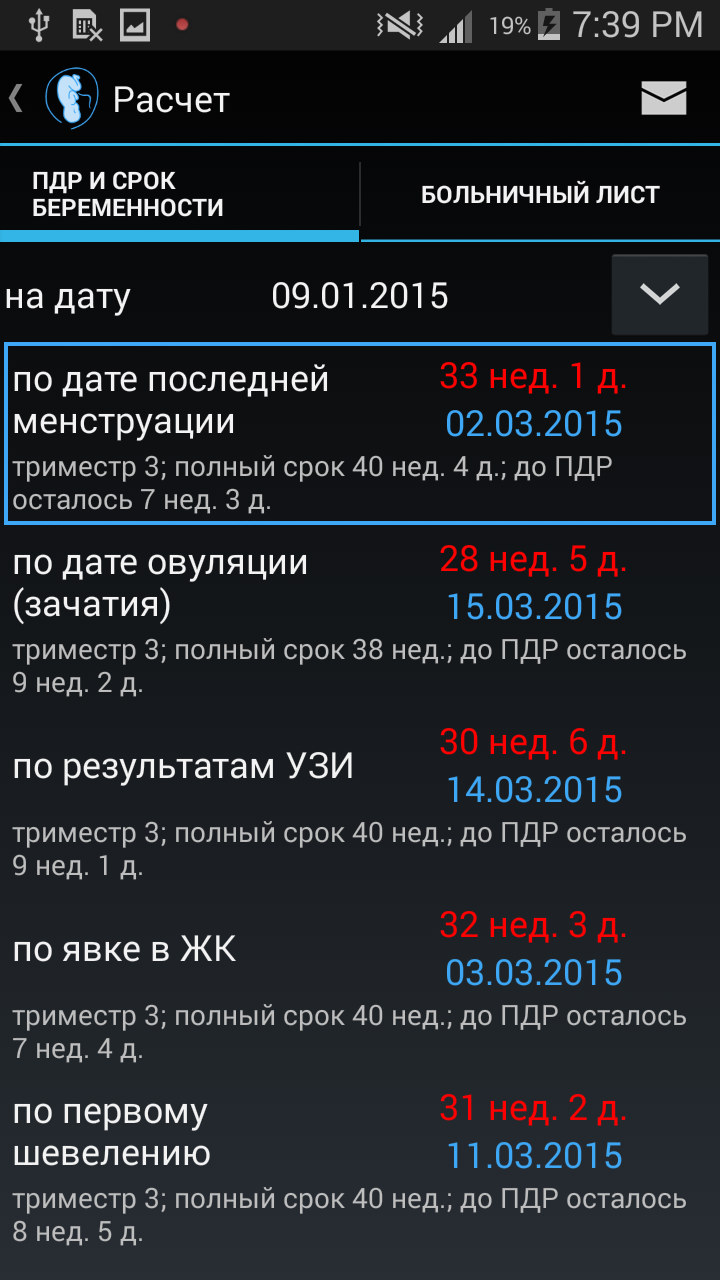 19% 7:39 PM
Расчет
ПДР И СРОК
БЕРЕМЕННОСТИ
БОЛЬНИЧНЫЙ ЛИСТ
на дату 09.01.2015
по дате последней
менструации
33 нед. 1 д.
02.03.2015
триместр 3; полный срок 40 нед. 4 д.; до ПДР
осталось 7 нед. 3 д.
по дате овуляции
(зачатия)
28 нед. 5 д.
15.03.2015
триместр 3; полный срок 38 нед.; до ПДР осталось
9 нед. 2 д.
по результатам УЗИ
30 нед. 6 д.
14.03.2015
триместр 3; полный срок 40 нед.; до ПДР осталось
9 нед. 1 д.
по явке в ЖК
32 нед. 3 д.
03.03.2015
триместр 3; полный срок 40 нед.; до ПДР осталось
7 нед. 4 д.
по первому
шевелению
31 нед. 2 д.
11.03.2015
триместр 3; полный срок 40 нед.; до ПДР осталось
8 нед. 5 д.